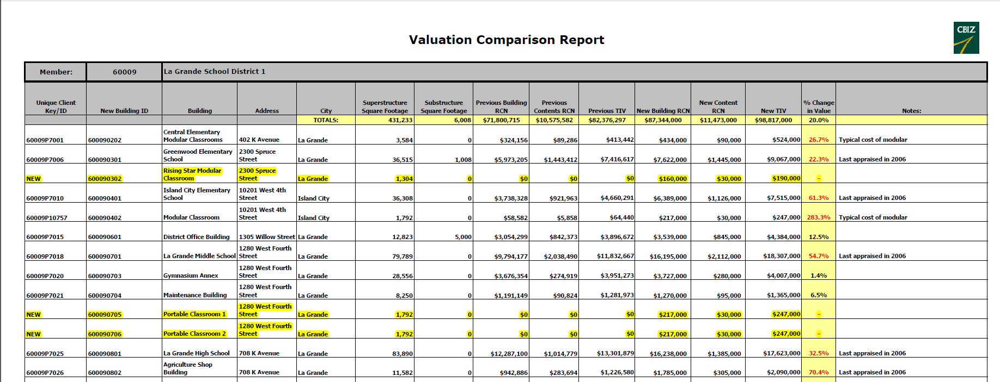 CBIZ
Valuation Comparison Report
Member: 60009 La Grande School District 1
Unique Client Key/ID New Building ID Building Address City Superstructure Square Footage Substructure Square Footage Previous Building RCN Previous Contents RCN Previous TIV New Building RCN New Content RCN New TIV % Change in Value Notes:
TOTALS: 431,233 6,008 $71,800,715 $10,575,582 $82,376,297 $87,344,000 $11,473,000 $98,817,000 20.0%
60009P7001 600090202 Central Elementary Modular Classrooms 402 K Avenue La Grande 3,584 0 $324,156 $89,286 $413,442 $434,000 $90,000 $524,000 26.7% Typical cost of modular
60009P7006 600090301 Greenwood Elementary School 2300 Spruce Street La Grande 36,515 1,008 $5,973,205 $1,443,412 $7,416,617 $7,622,000 $1,445,000 $9,067,000 22.3% Last appraised in 2006
NEW 600090302 Rising Star Modular Classroom 2300 Spruce Street La Grande 1,304 0 $0 $0 $0 $160,000 $30,000 $190,000 -
60009P7010 600090401 Island City Elementary School 10201 West 4th Street Island City 36,308 0 $3,738,328 $921,963 $4,660,291 $6,389,000 $1,126,000 $7,515,000 61.3% Last appraised in 2006
60009P10757 600090402 Modular Classroom 10201 West 4th Street Island City 1,792 0 $58,582 $5,858 $64,440 $217,000 $30,000 $247,000 283.3% Typical cost of modular
60009P7015 600090601 District Office Building 1305 Willow Street La Grande 12,823 5,000 $3,054,299 $842,373 $3,896,672 $3,539,000 $845,000 $4,384,000 12.5%
60009P7018 600090701 La Grande Middle School 1280 West Fourth Street La Grande 79,789 0 $9,794,177 $2,038,490 $11,832,667 $16,195,000 $2,112,000 $18,307,000 54.7% Last appraised in 2006
60009P7020 600090703 Gymnasium Annex 1280 West Fourth Street La Grande 28,556 0 $3,676,354 $274,919 $3,951,273 $3,727,000 $280,000 $4,007,000 1.4%
60009P7021 600090704 Maintenance Building 1280 West Fourth Street La Grande 8,250 0 $1,191,149 $90,824 $1,281,973 $1,270,000 $95,000 $1,365,000 6.5%
NEW 600090705 Portable Classroom 1 1280 West Fourth Street La Grande 1,792 0 $0 $0 $0 $217,000 $30,000 $247,000 -
NEW 600090706 Portable Classroom 2 1280 West Fourth Street La Grande 1,792 0 $0 $0 $0 $217,000 $30,000 $247,000 -
60009P7025 600090801 La Grande High School 708 K Avenue La Grande 83,890 0 $12,287,100 $1,014,779 $13,301,879 $16,238,000 $1,385,000 $17,623,000 32.5% Last appraised in 2006
60009P7026 600090802 Agriculture Shop Building 708 K Avenue La Grande 11,582 0 $942,886 $283,694 $1,226,580 $1,785,000 $305,000 $2,090,000 70.4% Last appraised in 2006